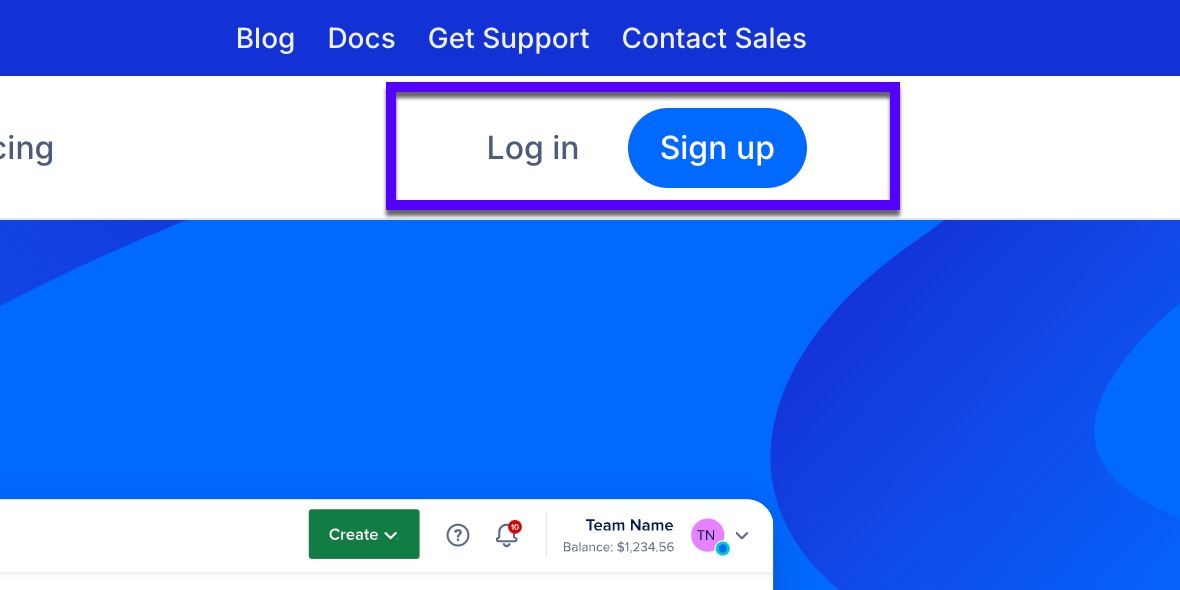 Blog Docs Get Support Contact Sales
cing Log in Sign up
Create 10 Team Name
Balance: $1,234.56 TN